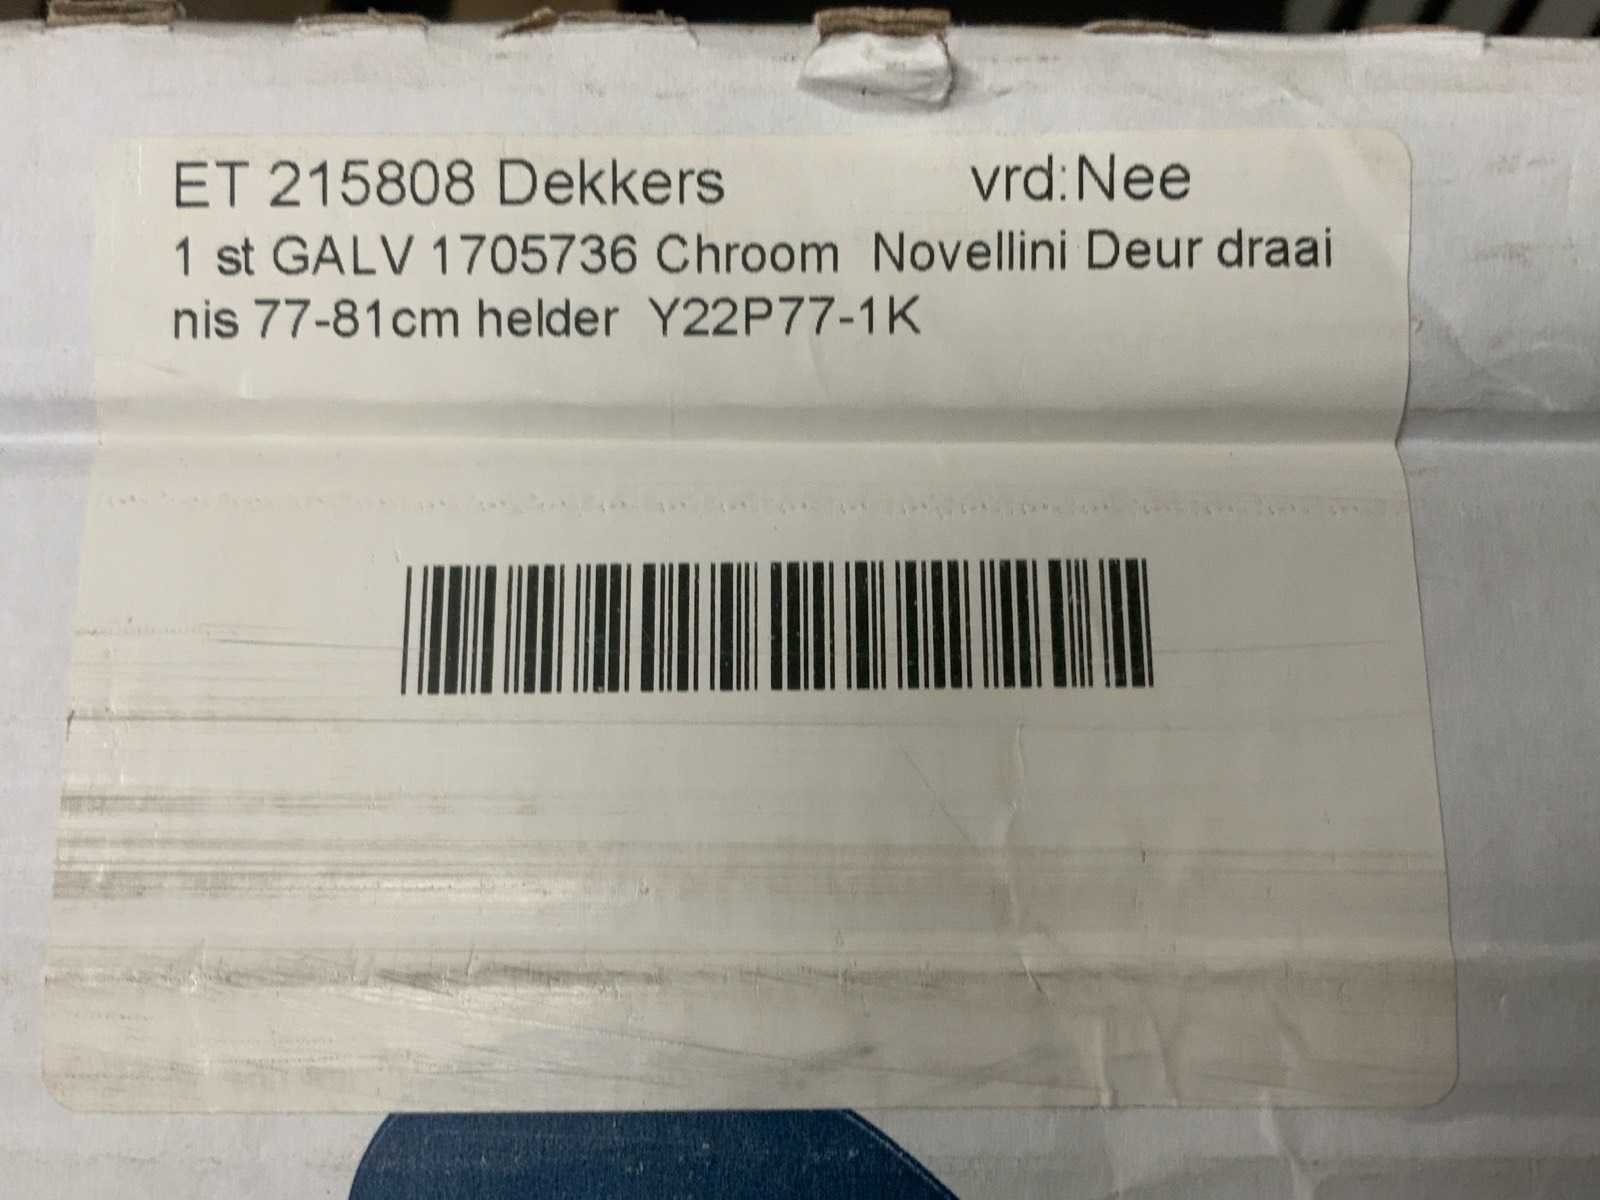 ET 215808 Dekkers vrd:Nee
1 st GALV 1705736 Chroom Novellini Deur draai
nis 77-81cm helder Y22P77-1K